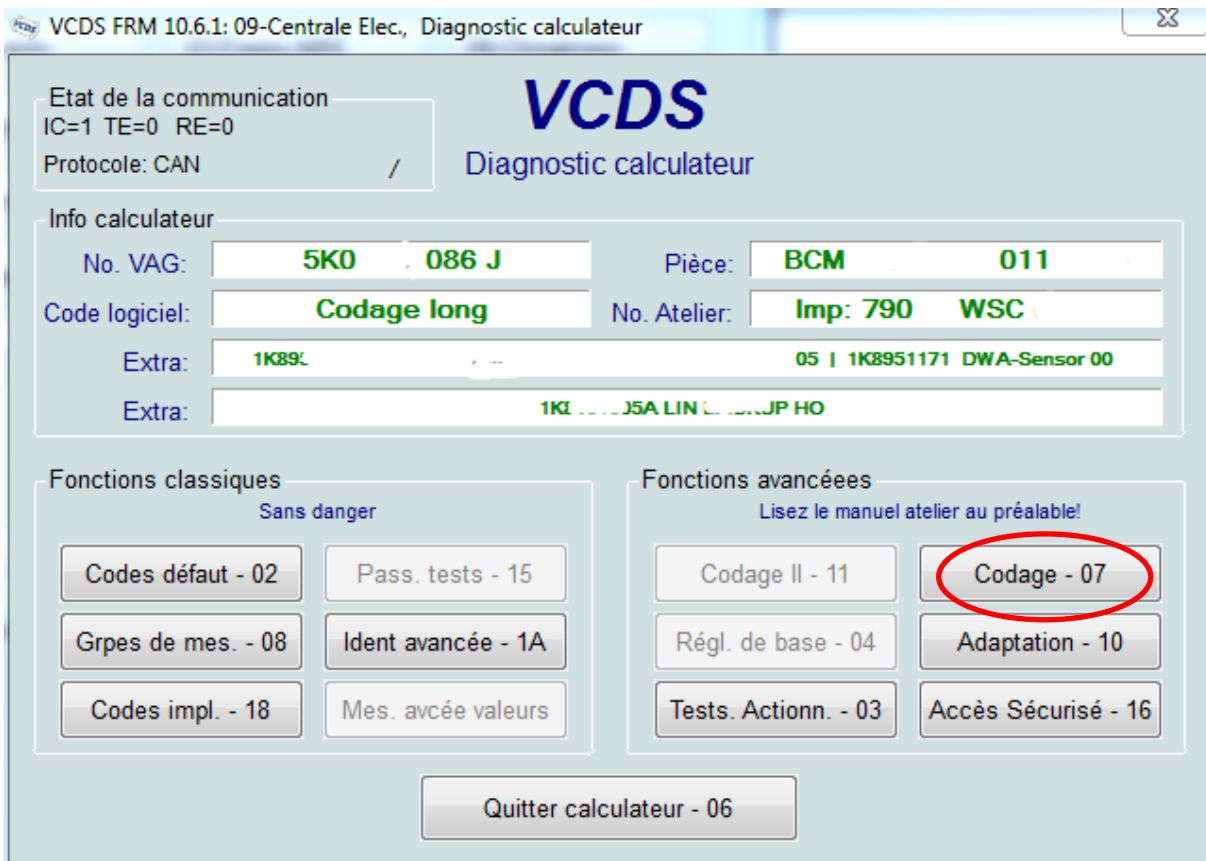 VCDS FRM 10.6.1: 09-Centrale Elec., Diagnostic calculateur
Etat de la communication
IC=1 TE=0 RE=0
Protocole: CAN /
VCDS
Diagnostic calculateur
Info calculateur
No. VAG: 5K0 086 J Pièce: BCM 011
Code logiciel: Codage long No. Atelier: Imp: 790 WSC
Extra: 05 | 1K8951171 DWA-Sensor 00
Extra: LIN HO
Fonctions classiques
Sans danger
Codes défaut - 02 Pass. tests - 15
Grpes de mes. - 08 Ident avancée - 1A
Codes impl. - 18 Mes. avcée valeurs
Fonctions avancéees
Lisez le manuel atelier au préalable!
Codage II - 11 Codage - 07
Régl. de base - 04 Adaptation - 10
Tests. Actionn. - 03 Accès Sécurisé - 16
Quitter calculateur - 06